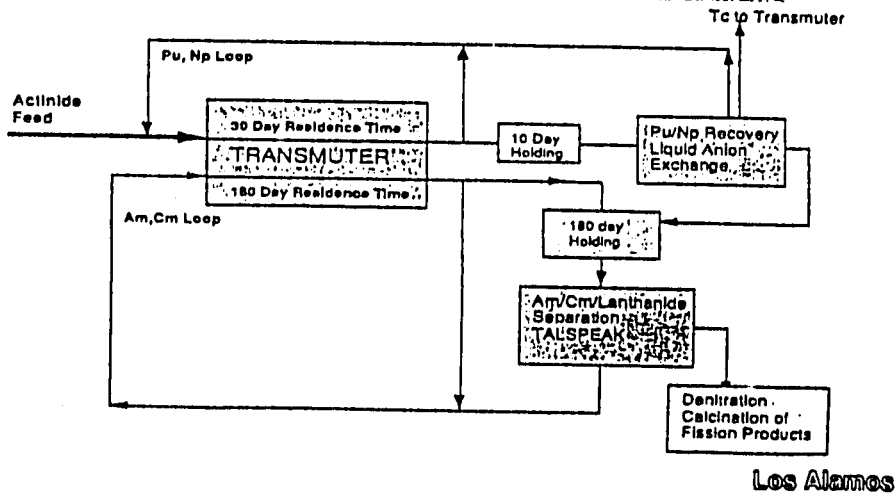 Tc to Transmuter
Pu, Np Loop
Actinide
Feed
30 Day Residence Time
TRANSMUTER
180 Day Residence Time
10 Day
Holding
Pu/Np Recovery
Liquid Anion
Exchange
Am,Cm Loop
180 day
Holding
Am/Cm/Lanthanide
Separation
TALSPEAK
Denitration
Calcination of
Fission Products
Los Alamos